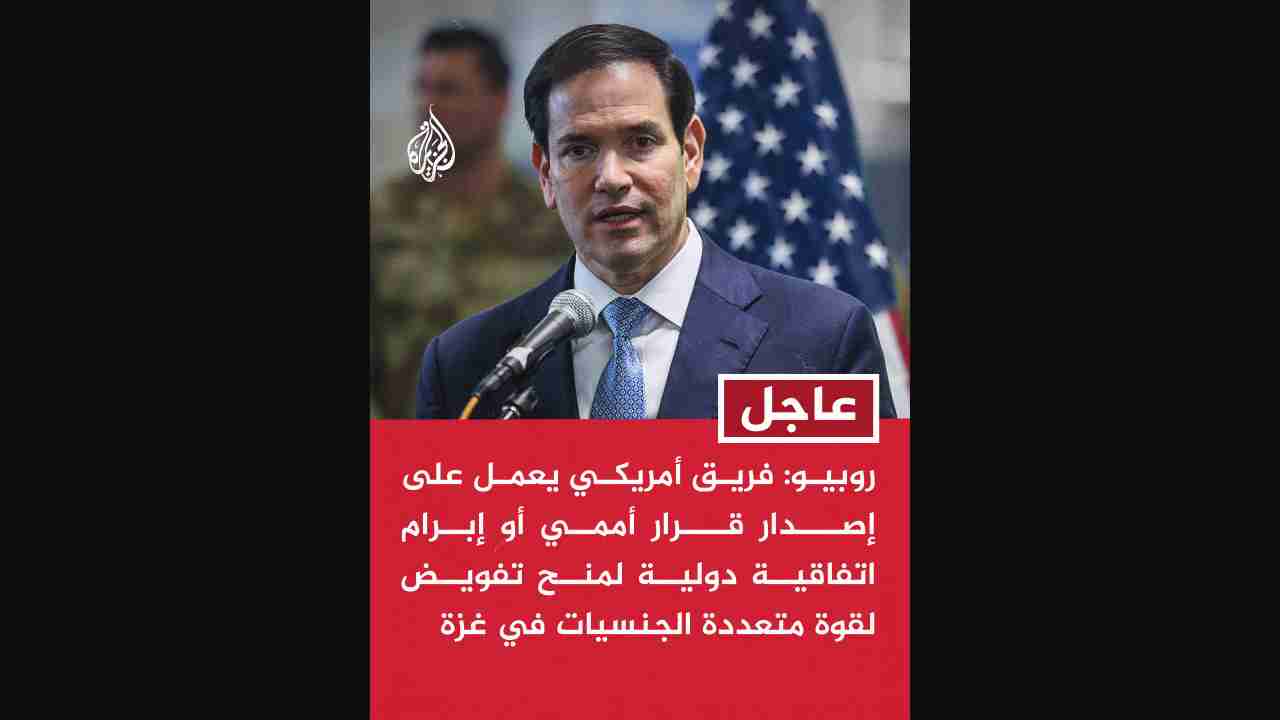 الجزيرة
عاجل
روبيو: فريق أمريكي يعمل على
إصدار قرار أممي أو إبرام
اتفاقية دولية لمنح تفويض
لقوة متعددة الجنسيات في غزة